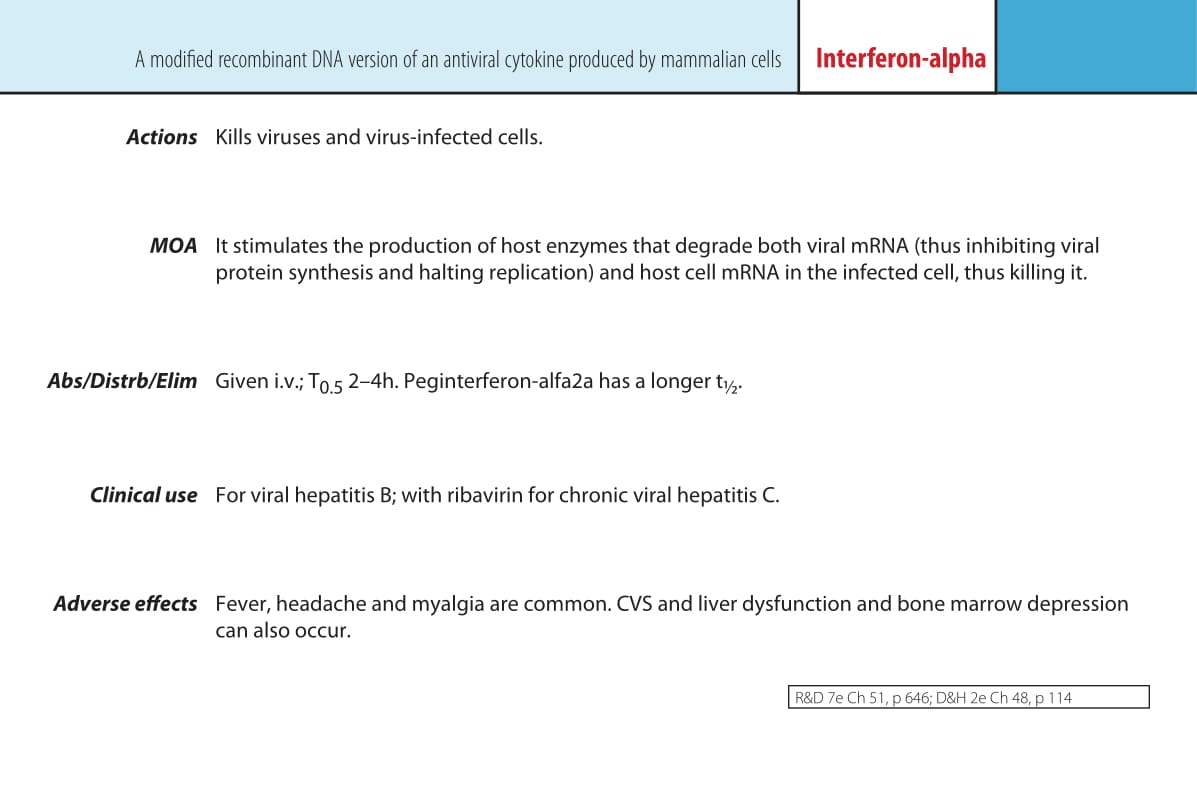 A modified recombinant DNA version of an antiviral cytokine produced by mammalian cells
Interferon-alpha
Actions Kills viruses and virus-infected cells.
MOA It stimulates the production of host enzymes that degrade both viral mRNA (thus inhibiting viral
protein synthesis and halting replication) and host cell mRNA in the infected cell, thus killing it.
Abs/Distrb/Elim Given i.v.; T0.5 2–4h. Peginterferon-alfa2a has a longer t½.
Clinical use For viral hepatitis B; with ribavirin for chronic viral hepatitis C.
Adverse effects Fever, headache and myalgia are common. CVS and liver dysfunction and bone marrow depression
can also occur.
R&D 7e Ch 51, p 646; D&H 2e Ch 48, p 114